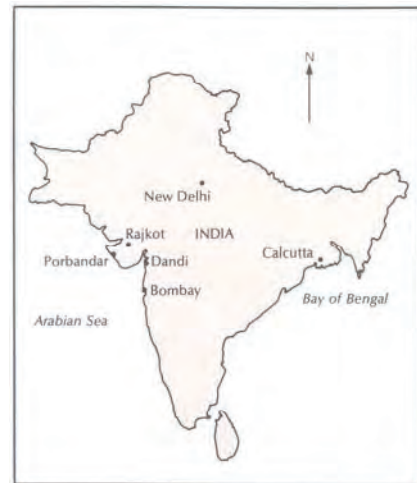 N
New Delhi
Rajkot
INDIA
Porbandar
Dandi
Calcutta
Bombay
Bay of Bengal
Arabian Sea